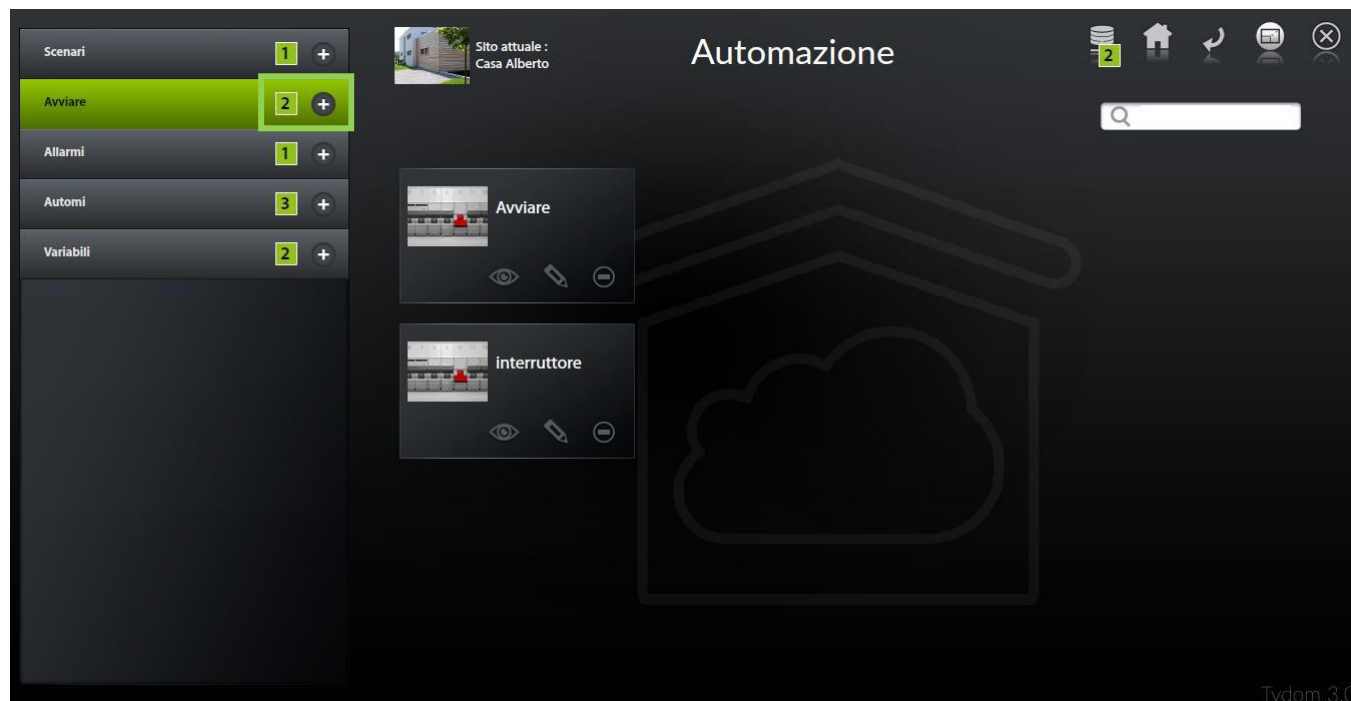 Scenari 1 +
Avviare 2 +
Allarmi 1 +
Automi 3 +
Variabili 2 +
Sito attuale :
Casa Alberto
Automazione
2
Avviare
interruttore
Tydom 3.0